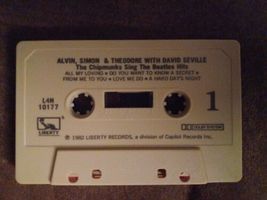 ALVIN, SIMON & THEODORE WITH DAVID SEVILLE
The Chipmunks Sing The Beatles Hits
ALL MY LOVING • DO YOU WANT TO KNOW A SECRET •
FROM ME TO YOU • LOVE ME DO • A HARD DAY'S NIGHT
L4N
10177
1
LIBERTY
DOLBY SYSTEM
© 1982 LIBERTY RECORDS, a division of Capitol Records Inc.